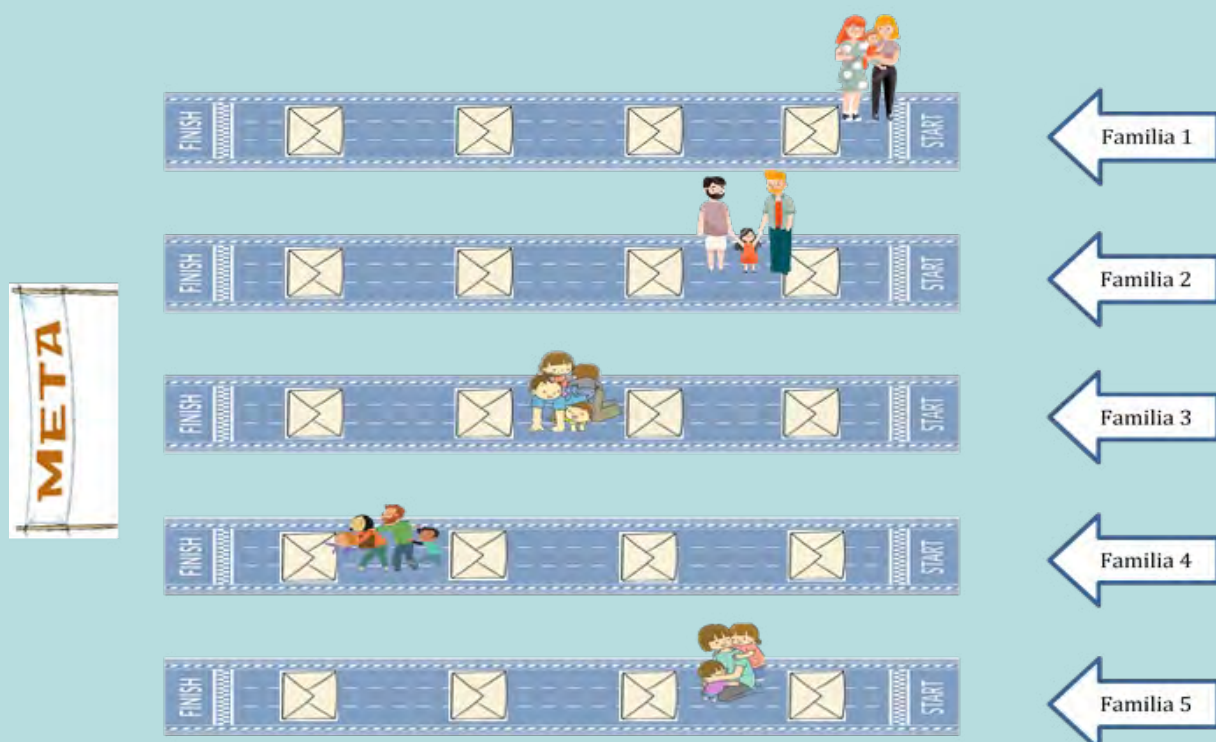 FINISH
START
Familia 1
FINISH
START
Familia 2
META
FINISH
START
Familia 3
FINISH
START
Familia 4
FINISH
START
Familia 5